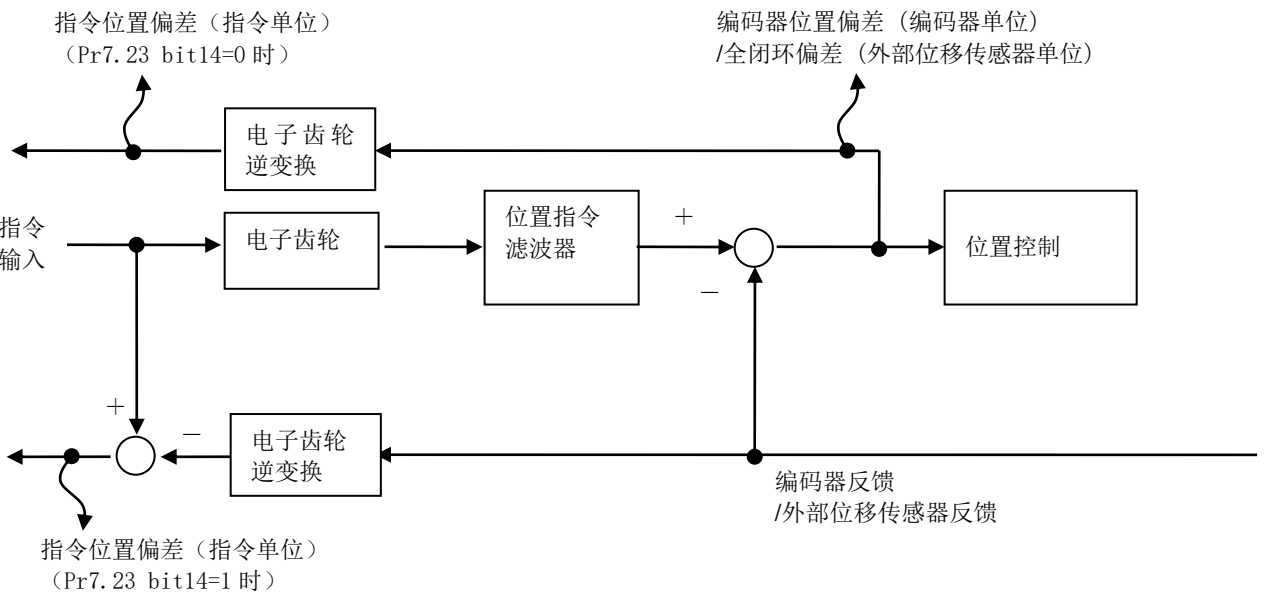 指令位置偏差（指令单位）
（Pr7.23 bit14=0 时）
编码器位置偏差 (编码器单位)
/全闭环偏差 (外部位移传感器单位)
电子齿轮
逆变换
指令
输入
电子齿轮
位置指令
滤波器
＋
－
位置控制
＋
－
电子齿轮
逆变换
编码器反馈
/外部位移传感器反馈
指令位置偏差（指令单位）
（Pr7.23 bit14=1 时）